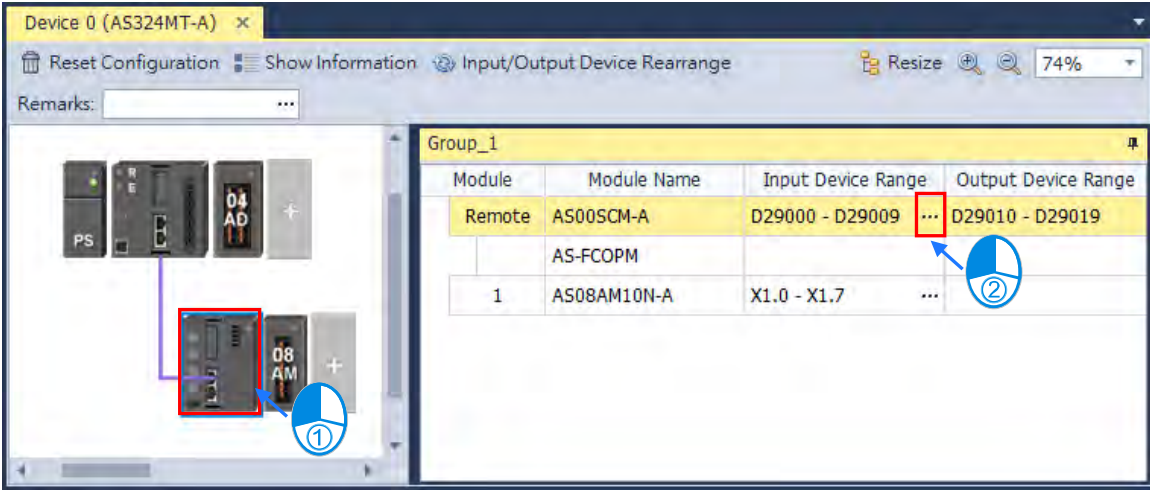 Device 0 (AS324MT-A) ×
Reset Configuration Show Information Input/Output Device Rearrange Resize 74%
Remarks: ...
Group_1
Module Module Name Input Device Range Output Device Range
Remote AS00SCM-A D29000 - D29009 ... D29010 - D29019
AS-FCOPM
1 AS08AM10N-A X1.0 - X1.7 ...
PS
R
E
04
AD
+
08
AM
+
①
②